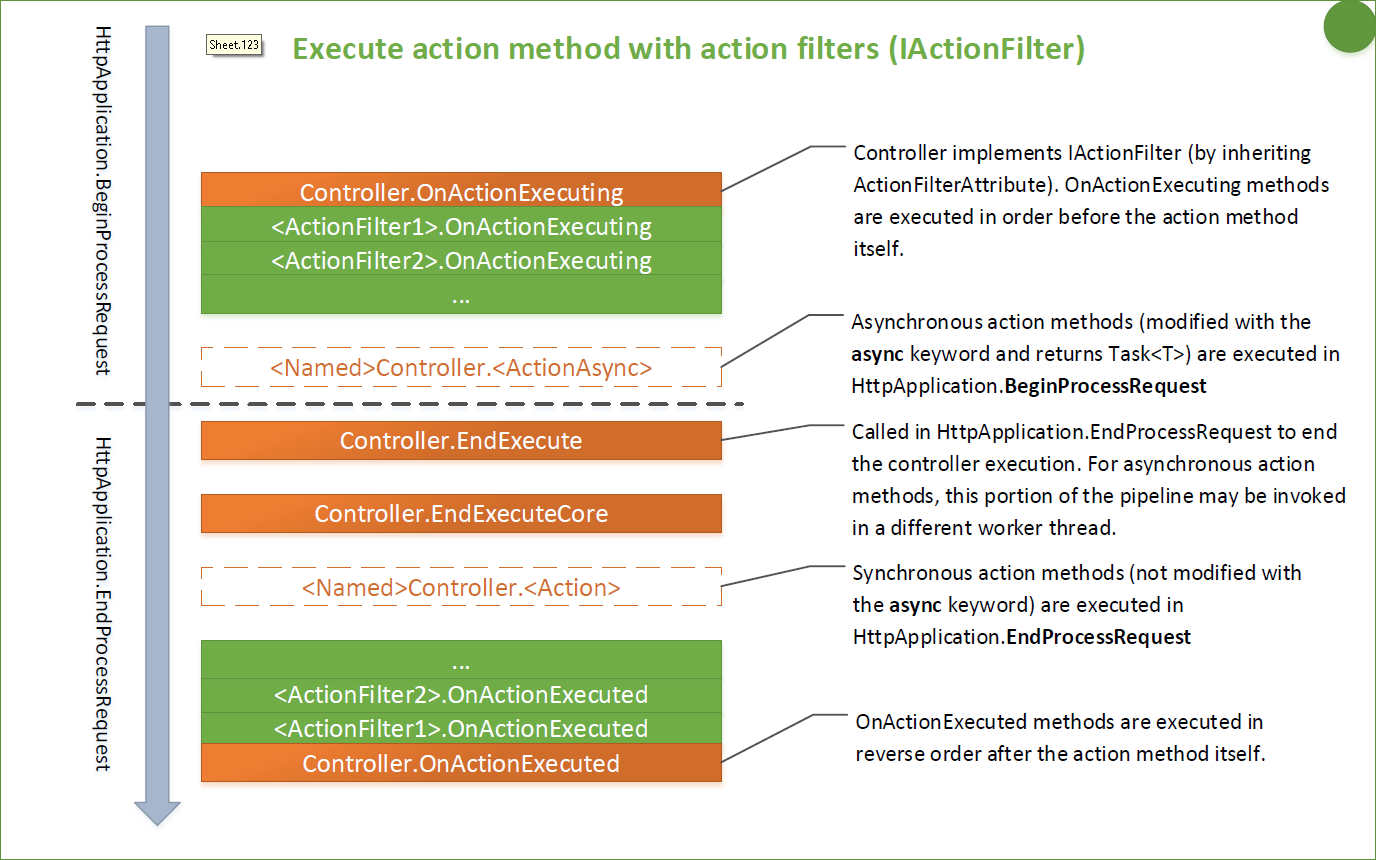 Sheet.123
Execute action method with action filters (IActionFilter)
HttpApplication.BeginProcessRequest
Controller.OnActionExecuting
<ActionFilter1>.OnActionExecuting
<ActionFilter2>.OnActionExecuting
...
Controller implements IActionFilter (by inheriting
ActionFilterAttribute). OnActionExecuting methods
are executed in order before the action method
itself.
<Named>Controller.<ActionAsync>
Asynchronous action methods (modified with the
async keyword and returns Task<T>) are executed in
HttpApplication.BeginProcessRequest
HttpApplication.EndProcessRequest
Controller.EndExecute
Called in HttpApplication.EndProcessRequest to end
the controller execution. For asynchronous action
methods, this portion of the pipeline may be invoked
in a different worker thread.
Controller.EndExecuteCore
<Named>Controller.<Action>
Synchronous action methods (not modified with
the async keyword) are executed in
HttpApplication.EndProcessRequest
...
<ActionFilter2>.OnActionExecuted
<ActionFilter1>.OnActionExecuted
Controller.OnActionExecuted
OnActionExecuted methods are executed in
reverse order after the action method itself.